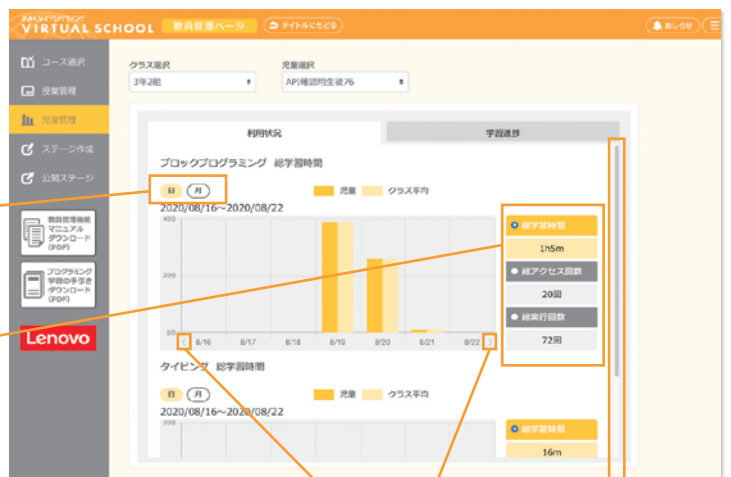 VIRTUAL SCHOOL
教員管理ページ
タイトルにもどる
おしらせ
コース選択
授業管理
児童管理
ステージ作成
公開ステージ
教員管理機能
マニュアル
ダウンロード
(PDF)
プログラミング
学習の手引き
ダウンロード
(PDF)
Lenovo
クラス選択
児童選択
3年2組
API確認用生徒76
利用状況
学習進捗
ブロックプログラミング 総学習時間
日
月
児童
クラス平均
2020/08/16~2020/08/22
40分
20分
0分
8/16
8/17
8/18
8/19
8/20
8/21
8/22
総学習時間
1h5m
総アクセス回数
20回
総実行回数
72回
タイピング 総学習時間
日
月
児童
クラス平均
2020/08/16~2020/08/22
20分
総学習時間
16m